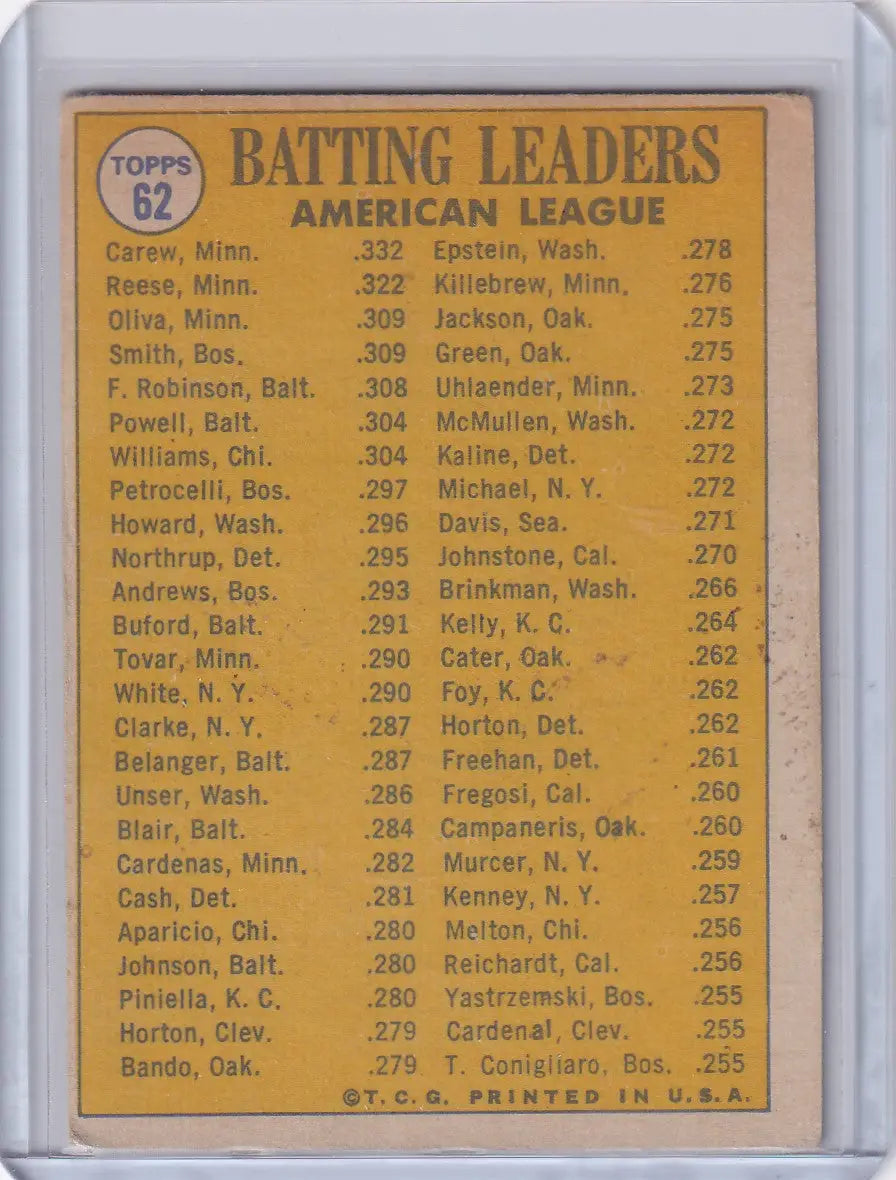 TOPPS
62
BATTING LEADERS
AMERICAN LEAGUE
Carew, Minn. .332
Reese, Minn. .322
Oliva, Minn. .309
Smith, Bos. .309
F. Robinson, Balt. .308
Powell, Balt. .304
Williams, Chi. .304
Petrocelli, Bos. .297
Howard, Wash. .296
Northrup, Det. .295
Andrews, Bos. .293
Buford, Balt. .291
Tovar, Minn. .290
White, N. Y. .290
Clarke, N. Y. .287
Belanger, Balt. .287
Unser, Wash. .286
Blair, Balt. .284
Cardenas, Minn. .282
Cash, Det. .281
Aparicio, Chi. .280
Johnson, Balt. .280
Piniella, K. C. .280
Horton, Clev. .279
Bando, Oak. .279
Epstein, Wash. .278
Killebrew, Minn. .276
Jackson, Oak. .275
Green, Oak. .275
Uhlaender, Minn. .273
McMullen, Wash. .272
Kaline, Det. .272
Michael, N. Y. .272
Davis, Sea. .271
Johnstone, Cal. .270
Brinkman, Wash. .266
Kelly, K. C. .264
Cater, Oak. .262
Foy, K. C. .262
Horton, Det. .262
Freehan, Det. .261
Fregosi, Cal. .260
Campaneris, Oak. .260
Murcer, N. Y. .259
Kenney, N. Y. .257
Melton, Chi. .256
Reichardt, Cal. .256
Yastrzemski, Bos. .255
Cardenal, Clev. .255
T. Conigliaro, Bos. .255
©T. C. G. PRINTED IN U.S.A.